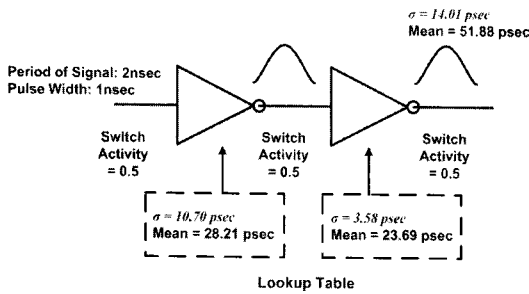 σ = 14.01 psec
Mean = 51.88 psec
Period of Signal: 2nsec
Pulse Width: 1nsec
Switch
Activity
= 0.5
Switch
Activity
= 0.5
Switch
Activity
= 0.5
σ = 10.70 psec
Mean = 28.21 psec
σ = 3.58 psec
Mean = 23.69 psec
Lookup Table